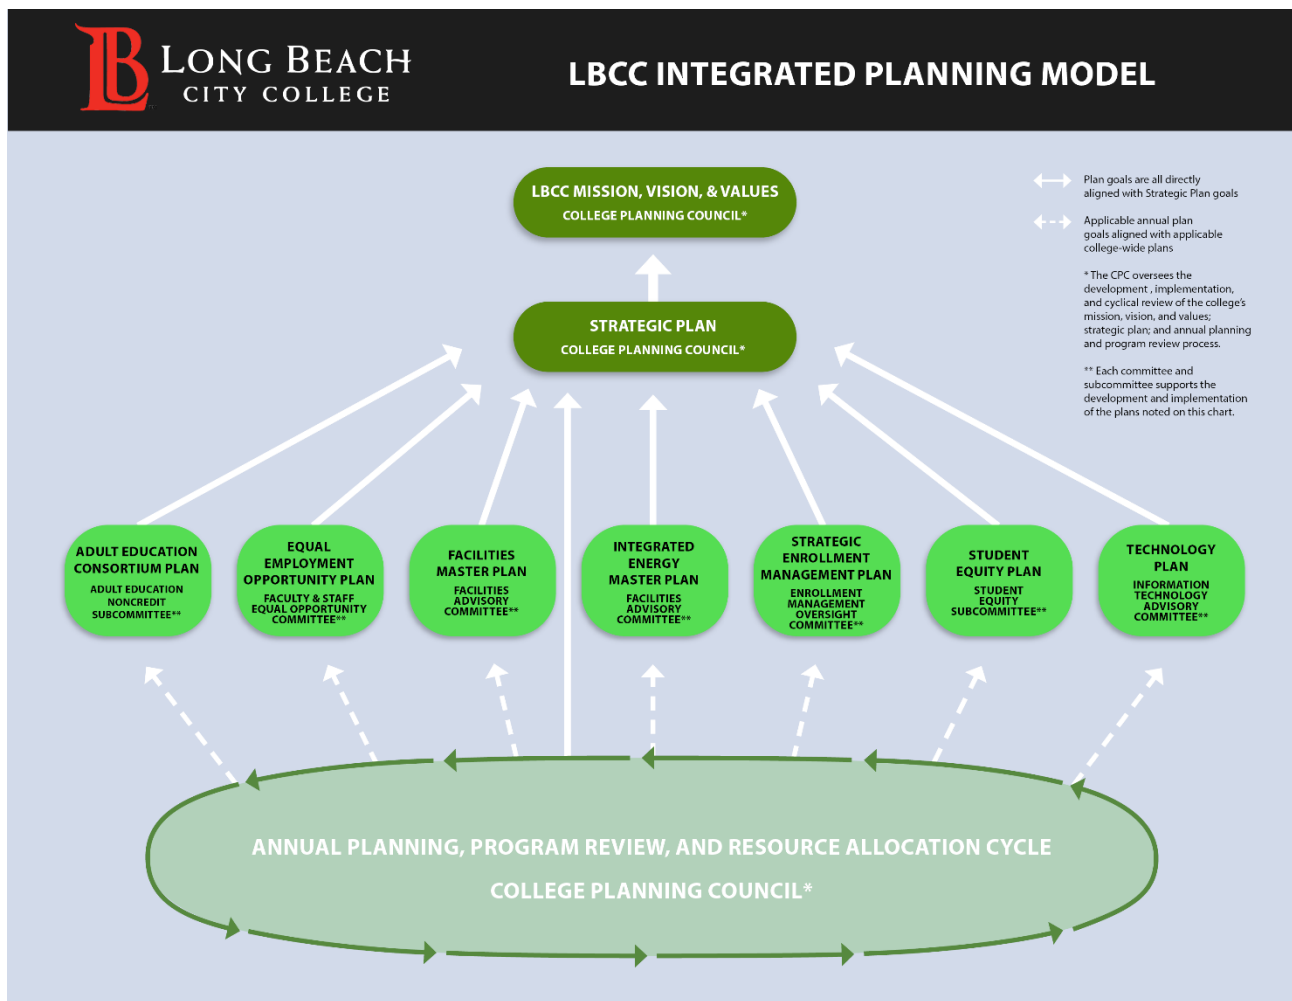 LB LONG BEACH
CITY COLLEGE
LBCC INTEGRATED PLANNING MODEL
LBCC MISSION, VISION, & VALUES
COLLEGE PLANNING COUNCIL*
Plan goals are all directly
aligned with Strategic Plan goals
Applicable annual plan
goals aligned with applicable
college-wide plans
* The CPC oversees the
development , implementation,
and cyclical review of the college's
mission, vision, and values;
strategic plan; and annual planning
and program review process.
** Each committee and
subcommittee supports the
development and implementation
of the plans noted on this chart.
STRATEGIC PLAN
COLLEGE PLANNING COUNCIL*
ADULT EDUCATION
CONSORTIUM PLAN
ADULT EDUCATION
NONCREDIT
SUBCOMMITTEE**
EQUAL
EMPLOYMENT
OPPORTUNITY PLAN
FACULTY & STAFF
EQUAL OPPORTUNITY
COMMITTEE**
FACILITIES
MASTER PLAN
FACILITIES
ADVISORY
COMMITTEE**
INTEGRATED
ENERGY
MASTER PLAN
FACILITIES
ADVISORY
COMMITTEE**
STRATEGIC
ENROLLMENT
MANAGEMENT PLAN
ENROLLMENT
MANAGEMENT
OVERSIGHT
COMMITTEE**
STUDENT
EQUITY PLAN
STUDENT
EQUITY
SUBCOMMITTEE**
TECHNOLOGY
PLAN
INFORMATION
TECHNOLOGY
ADVISORY
COMMITTEE**
ANNUAL PLANNING, PROGRAM REVIEW, AND RESOURCE ALLOCATION CYCLE
COLLEGE PLANNING COUNCIL*